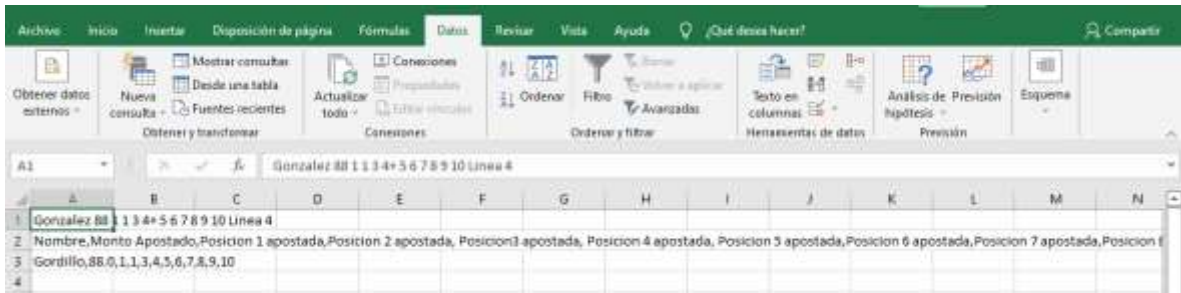 Archivo Inicio Insertar Disposición de página Fórmulas Datos Revisar Vista Ayuda ¿Qué desea hacer? Compartir
Obtener datos externos
Nueva consulta
Mostrar consultas
Desde una tabla
Fuentes recientes
Obtener y transformar
Actualizar todo
Conexiones
Propiedades
Editar vínculos
Conexiones
Ordenar
Filtro
Borrar
Volver a aplicar
Avanzadas
Ordenar y filtrar
Texto en columnas
Herramientas de datos
Análisis de hipótesis
Previsión
Previsión
Esquema
A1 fx Gonzalez 88 1 1 3 4+ 5 6 7 8 9 10 Linea 4
A B C D E F G H I J K L M N
1 Gonzalez 88 1 1 3 4+ 5 6 7 8 9 10 Linea 4
2 Nombre,Monto Apostado,Posicion 1 apostada,Posicion 2 apostada, Posicion3 apostada, Posicion 4 apostada, Posicion 5 apostada,Posicion 6 apostada,Posicion 7 apostada,Posicion
3 Gordillo,88.0,1,1,3,4,5,6,7,8,9,10
4